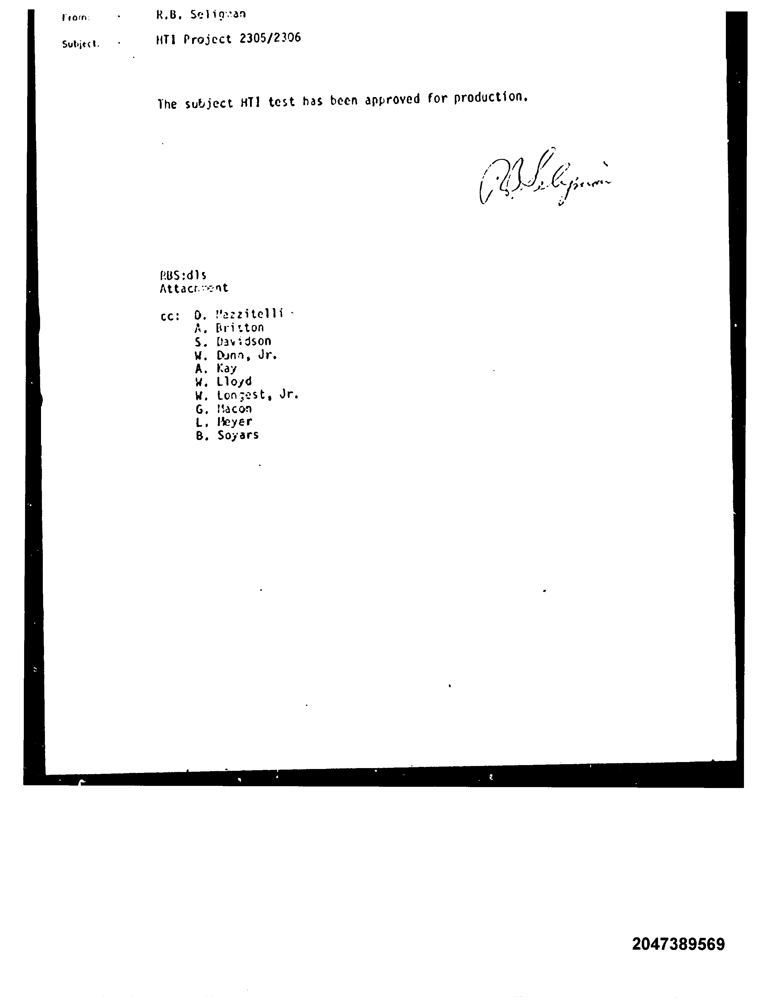 From: R.B. Seligman
Subject: HTI Project 2305/2306
The subject HTI test has been approved for production.
RBSeligman
RBS:dls
Attachment
cc: D. Mazzitelli
A. Britton
S. Davidson
W. Dunn, Jr.
A. Kay
W. Lloyd
W. Longest, Jr.
G. Macon
L. Meyer
B. Soyars
2047389569